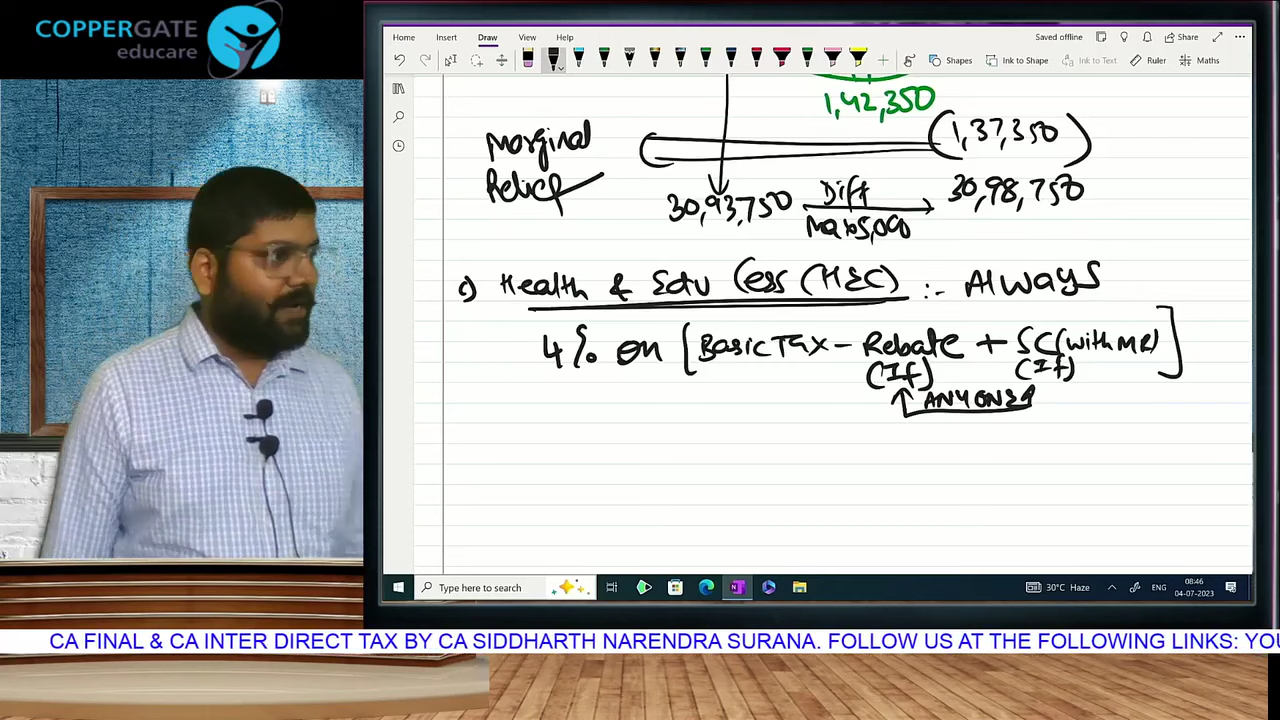 COPPERGATE
educare
Home Insert Draw View Help
Saved offline
Share
Shapes
Ink to Shape
Ink to Text
Ruler
Maths
1,42,350
Marginal (1,37,350)
Relief
30,93,750 Diff 30,98,750
Max 5,000
c) Health & Edu Cess (HEC) :- Always
4% on [Basic Tax - Rebate + SC (with MR)]
(If) (If)
ANYONE
Type here to search
30°C Haze
ENG
08:46
04-07-2023
CA FINAL & CA INTER DIRECT TAX BY CA SIDDHARTH NARENDRA SURANA. FOLLOW US AT THE FOLLOWING LINKS: YOU